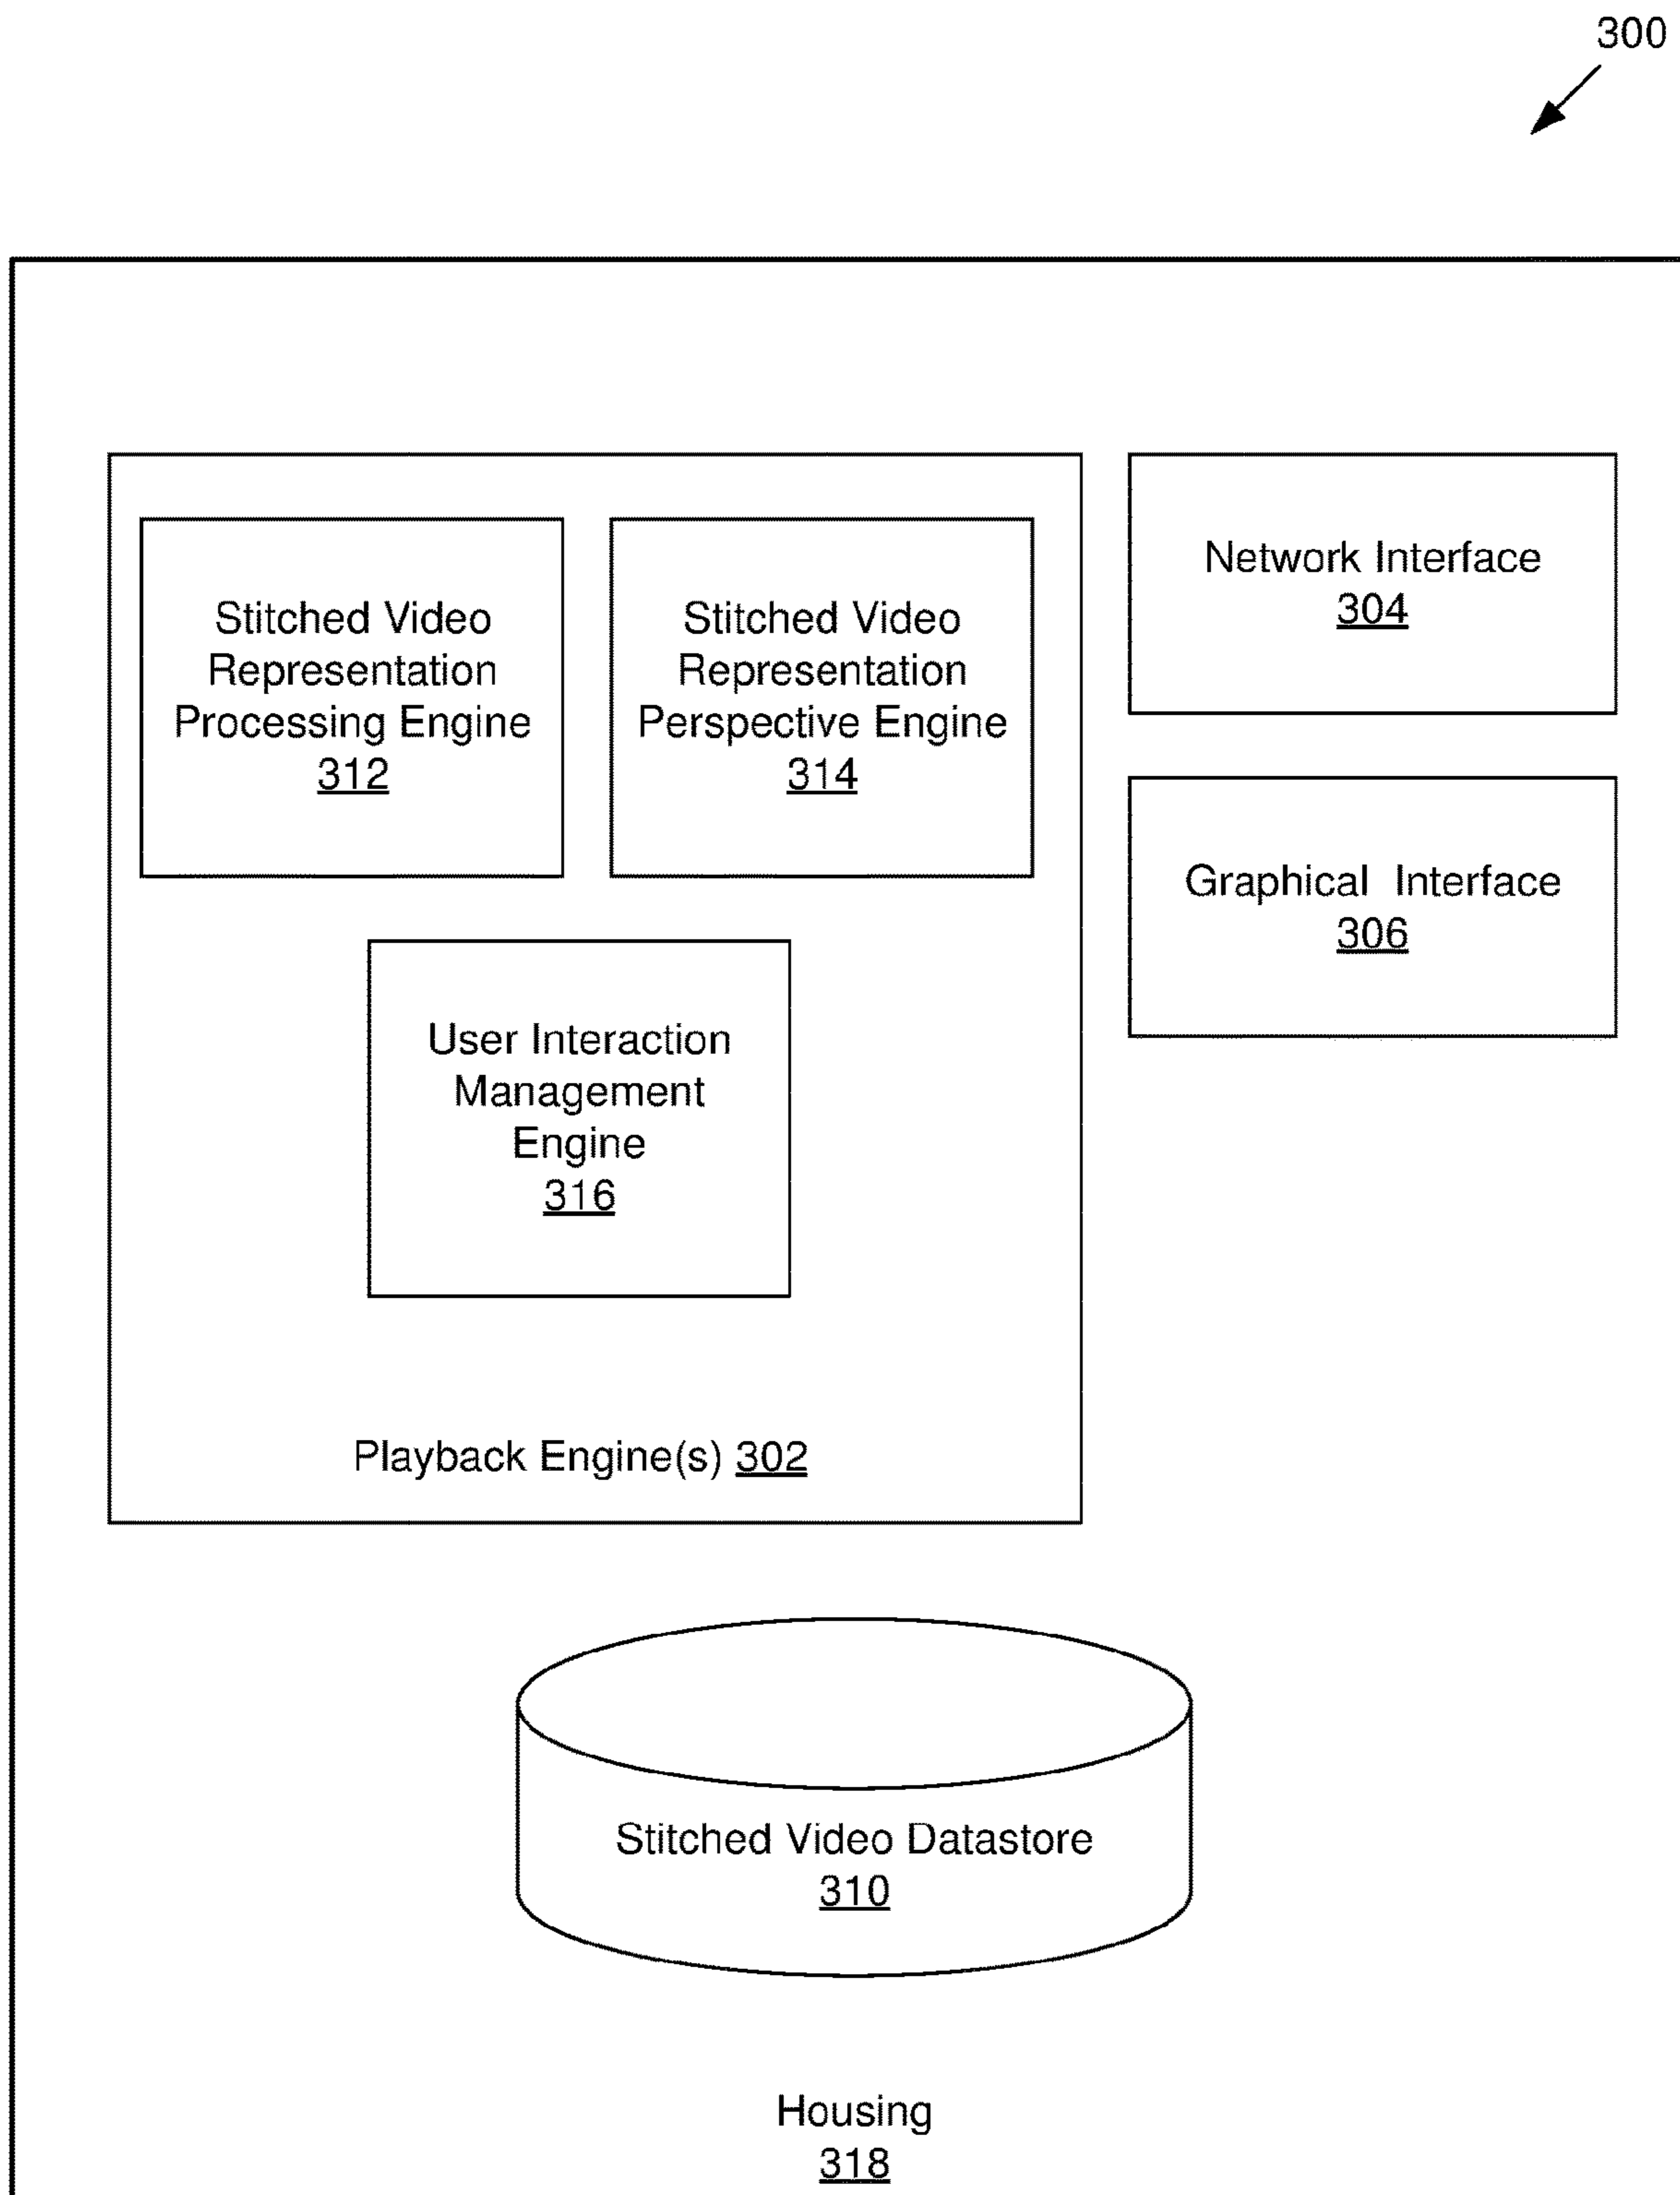 300
Stitched Video
Representation
Processing Engine
312
Stitched Video
Representation
Perspective Engine
314
Network Interface
304
Graphical Interface
306
User Interaction
Management
Engine
316
Playback Engine(s) 302
Stitched Video Datastore
310
Housing
318